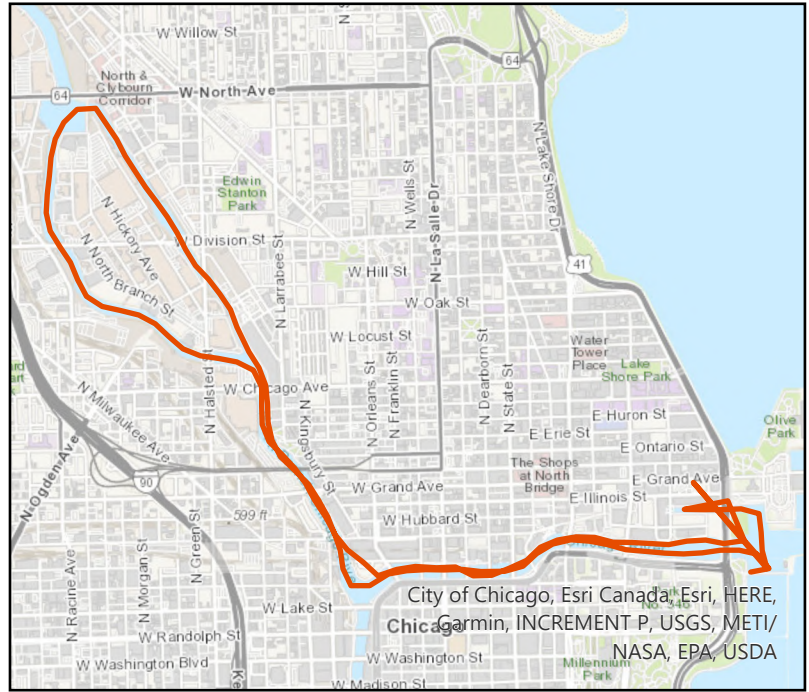 W Willow St
North &
Clybourn
Corridor
64
W North Ave
64
N Lake Shore Dr
N Wells St
N La Salle Dr
Edwin
Stanton
Park
N Hickory Ave
W Division St
N Larrabee St
W Hill St
41
N North Branch St
W Oak St
W Locust St
Water
Tower
Place
Lake
Shore Park
N Halsted St
W Chicago Ave
N Orleans St
N Franklin St
N Dearborn St
N State St
N Milwaukee Ave
N Kingsbury St
E Huron St
Olive
Park
E Erie St
E Ontario St
N Ogden Ave
90
The Shops
at North
Bridge
E Grand Ave
W Grand Ave
E Illinois St
599 ft
W Hubbard St
N Racine Ave
N Morgan St
N Green St
W Lake St
Chicago
W Randolph St
W Washington Blvd
W Washington St
W Madison St
Millennium
Park
City of Chicago, Esri Canada, Esri, HERE,
Garmin, INCREMENT P, USGS, METI/
NASA, EPA, USDA